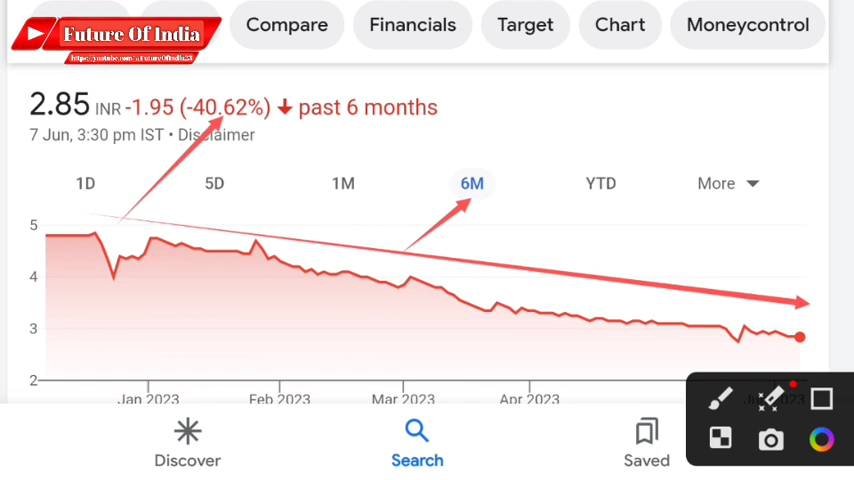 Compare Financials Target Chart Moneycontrol
Future Of India
2.85 INR -1.95 (-40.62%) past 6 months
7 Jun, 3:30 pm IST • Disclaimer
1D 5D 1M 6M YTD More
5
4
3
2
Jan 2023 Feb 2023 Mar 2023 Apr 2023
Discover Search Saved